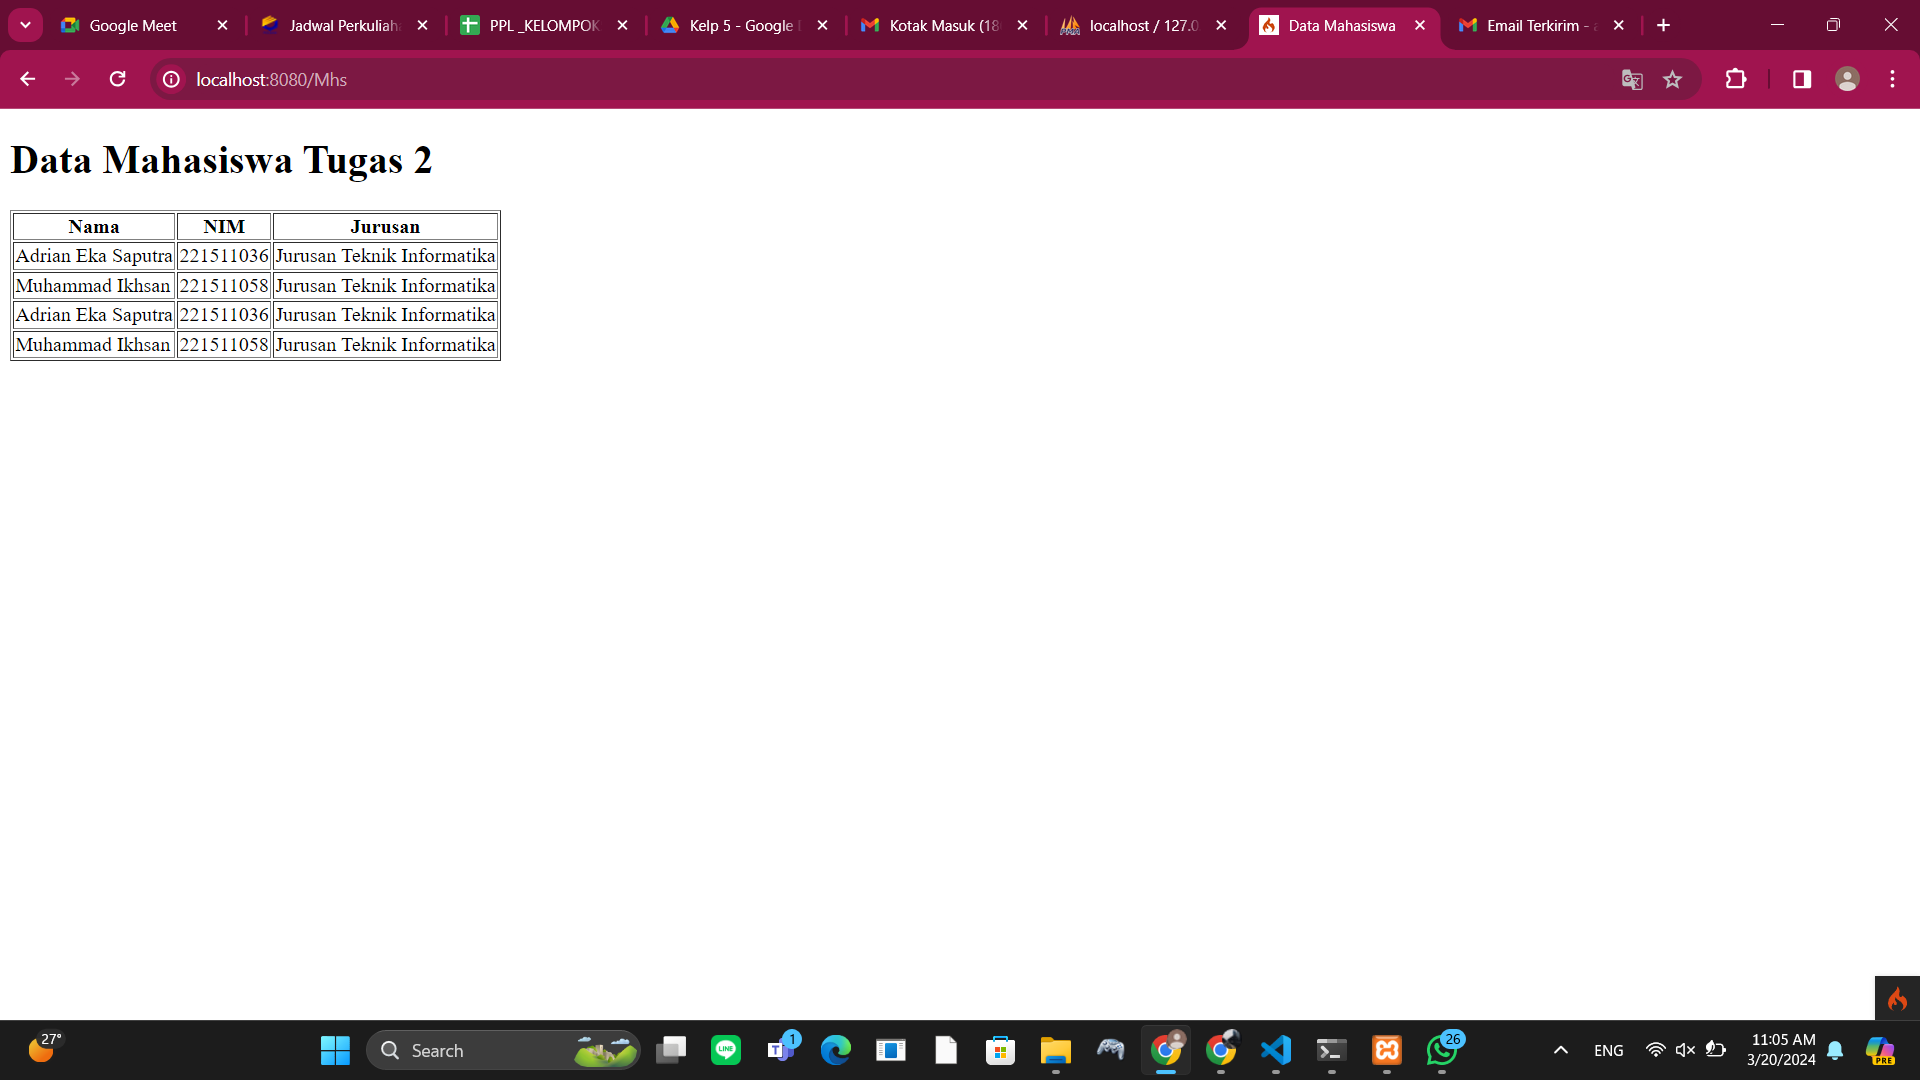 Google Meet
Jadwal Perkuliah
PPL _KELOMPOK
Kelp 5 - Google
Kotak Masuk (18
localhost / 127.0
Data Mahasiswa
Email Terkirim -
localhost:8080/Mhs
Data Mahasiswa Tugas 2
Nama NIM Jurusan
Adrian Eka Saputra 221511036 Jurusan Teknik Informatika
Muhammad Ikhsan 221511058 Jurusan Teknik Informatika
Adrian Eka Saputra 221511036 Jurusan Teknik Informatika
Muhammad Ikhsan 221511058 Jurusan Teknik Informatika
27°
Search
LINE
1
26
ENG
11:05 AM
3/20/2024
PRE